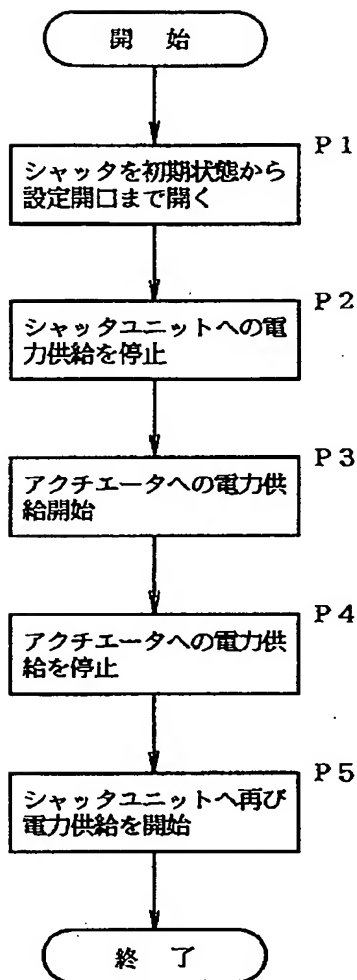 開 始
P1
シャッタを初期状態から
設定開口まで開く
P2
シャッタユニットへの電
力供給を停止
P3
アクチエータへの電力供
給開始
P4
アクチエータへの電力供
給を停止
P5
シャッタユニットへ再び
電力供給を開始
終 了